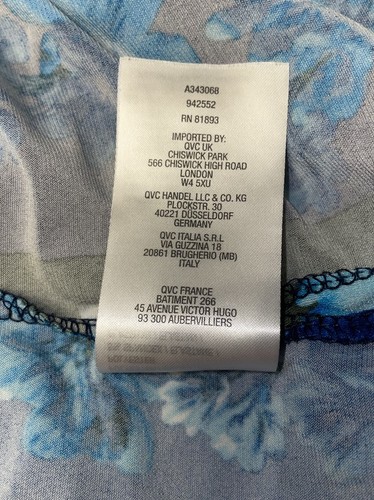 A343068
942552
RN 81893
IMPORTED BY:
QVC UK
CHISWICK PARK
566 CHISWICK HIGH ROAD
LONDON
W4 5XU
QVC HANDEL LLC & CO. KG
PLOCKSTR. 30
40221 DÜSSELDORF
GERMANY
QVC ITALIA S.R.L
VIA GUZZINA 18
20861 BRUGHERIO (MB)
ITALY
QVC FRANCE
BATIMENT 266
45 AVENUE VICTOR HUGO
93 300 AUBERVILLIERS